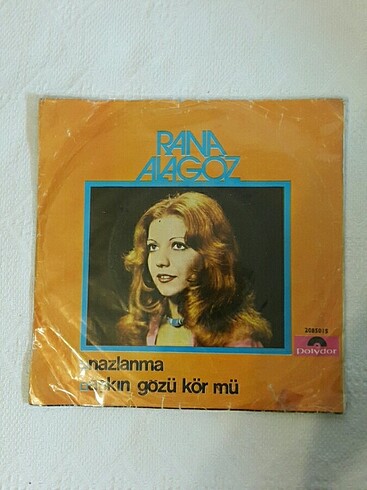 RANA
ALAGÖZ
2085015
Polydor
nazlanma
aşkın gözü kör mü